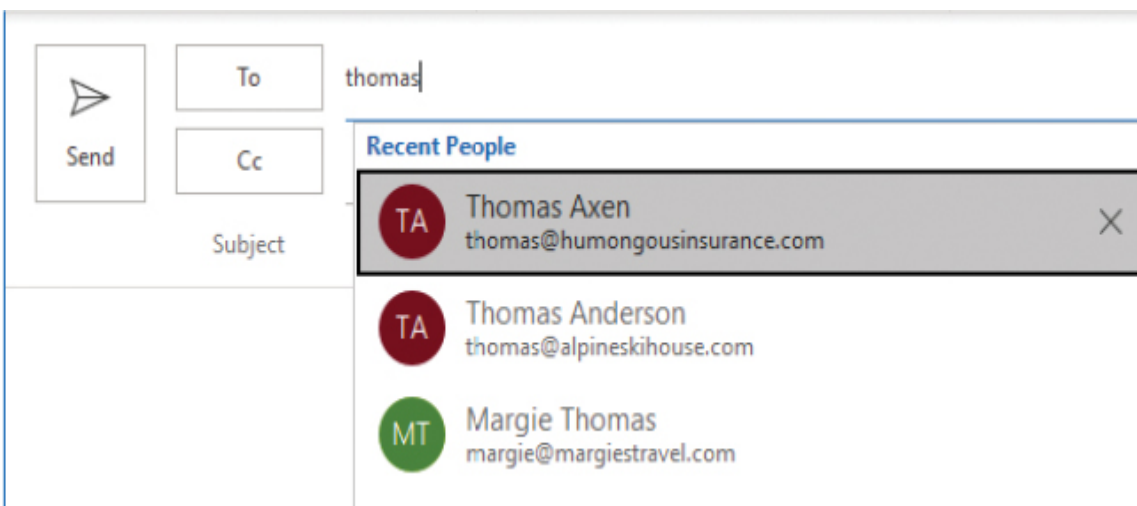 To
thomas
Send
Cc
Recent People
TA
Thomas Axen
thomas@humongousinsurance.com
Subject
TA
Thomas Anderson
thomas@alpineskihouse.com
MT
Margie Thomas
margie@margiestravel.com